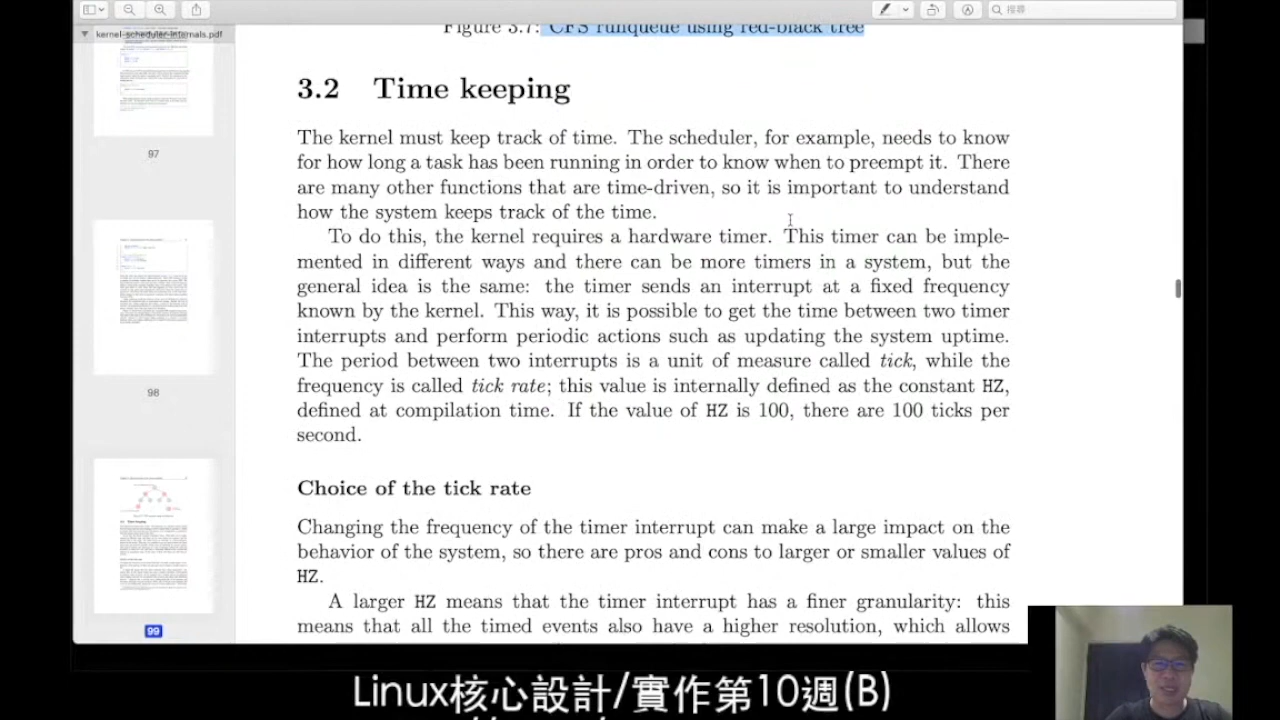 搜尋
kernel-scheduler-internals.pdf
97
98
99
Figure 3.7: queue using red-black
3.2 Time keeping
The kernel must keep track of time. The scheduler, for example, needs to know
for how long a task has been running in order to know when to preempt it. There
are many other functions that are time-driven, so it is important to understand
how the system keeps track of the time.
To do this, the kernel requires a hardware timer. This timer can be imple-
mented in different ways and there can be more timers in a system, but the
general idea is the same: the timer sends an interrupt at a fixed frequency
known by the kernel. This way, it is possible to get the time between two timer
interrupts and perform periodic actions such as updating the system uptime.
The period between two interrupts is a unit of measure called tick, while the
frequency is called tick rate; this value is internally defined as the constant HZ,
defined at compilation time. If the value of HZ is 100, there are 100 ticks per
second.
Choice of the tick rate
Changing the frequency of the timer interrupt can make a large impact on the
behavior of the system, so there are pros and cons to larger or smaller values of
HZ.
A larger HZ means that the timer interrupt has a finer granularity: this
means that all the timed events also have a higher resolution, which allows
Linux核心設計/實作第10週(B)